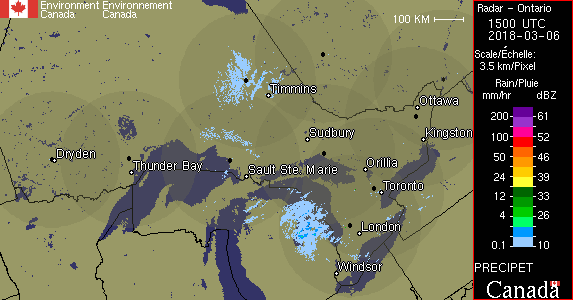 Environment Environnement
Canada Canada
100 KM
Timmins
Ottawa
Sudbury
Kingston
Dryden
Thunder Bay
Sault Ste. Marie
Orillia
Toronto
London
Windsor
Radar - Ontario
1500 UTC
2018-03-06
Scale/Échelle:
3.5 km/Pixel
Rain/Pluie
mm/hr dBZ
200 61
100 52
50 46
24 39
12 33
4 26
0.1 10
PRECIPET
Canada